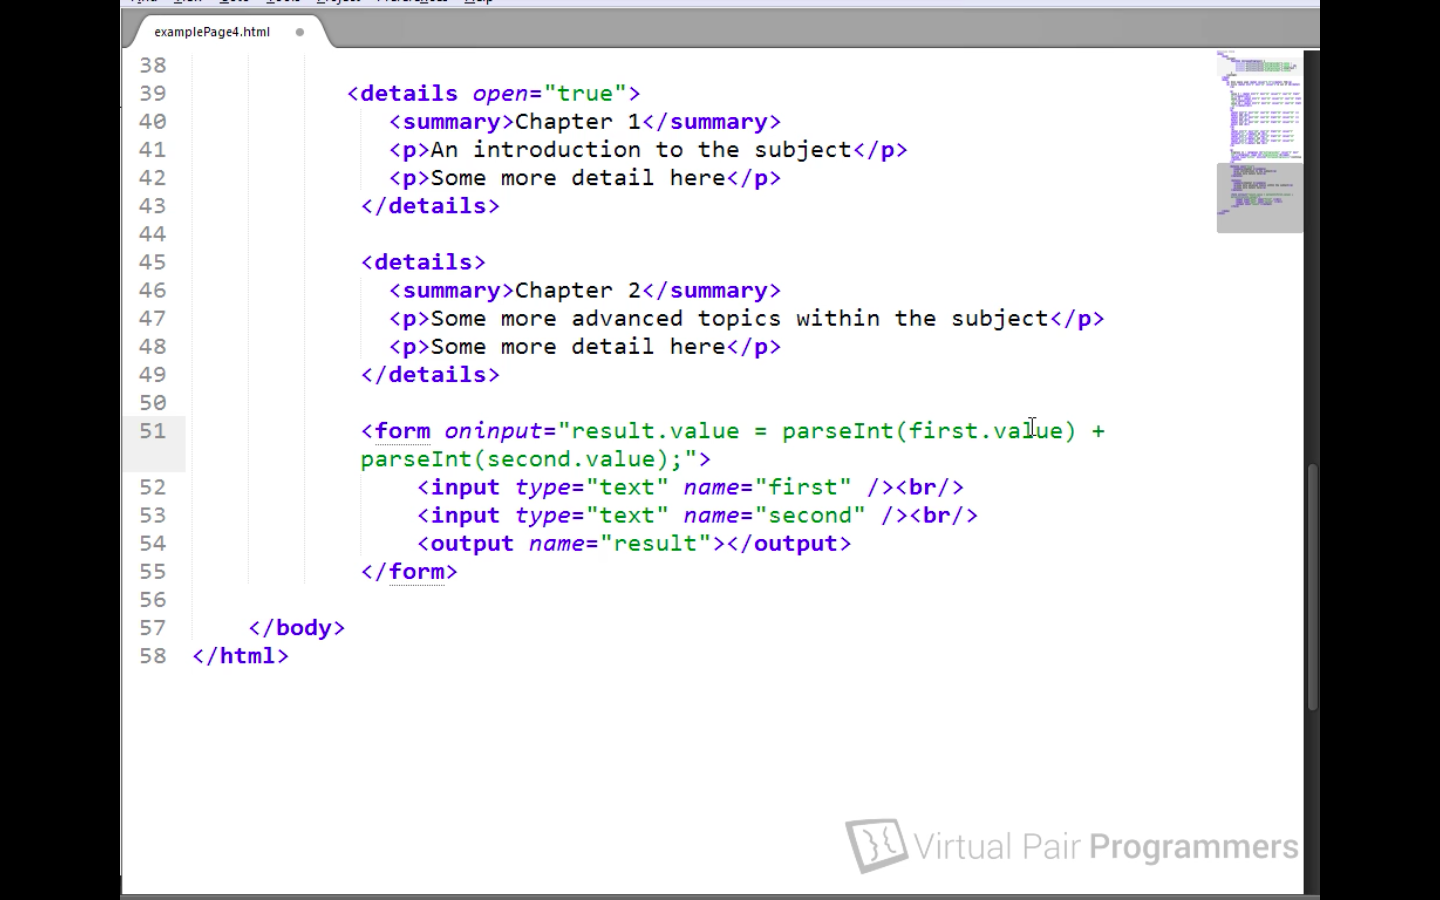 examplePage4.html
38
39 <details open="true">
40 <summary>Chapter 1</summary>
41 <p>An introduction to the subject</p>
42 <p>Some more detail here</p>
43 </details>
44
45 <details>
46 <summary>Chapter 2</summary>
47 <p>Some more advanced topics within the subject</p>
48 <p>Some more detail here</p>
49 </details>
50
51 <form oninput="result.value = parseInt(first.value) +
parseInt(second.value);">
52 <input type="text" name="first" /><br/>
53 <input type="text" name="second" /><br/>
54 <output name="result"></output>
55 </form>
56
57 </body>
58 </html>
Virtual Pair Programmers